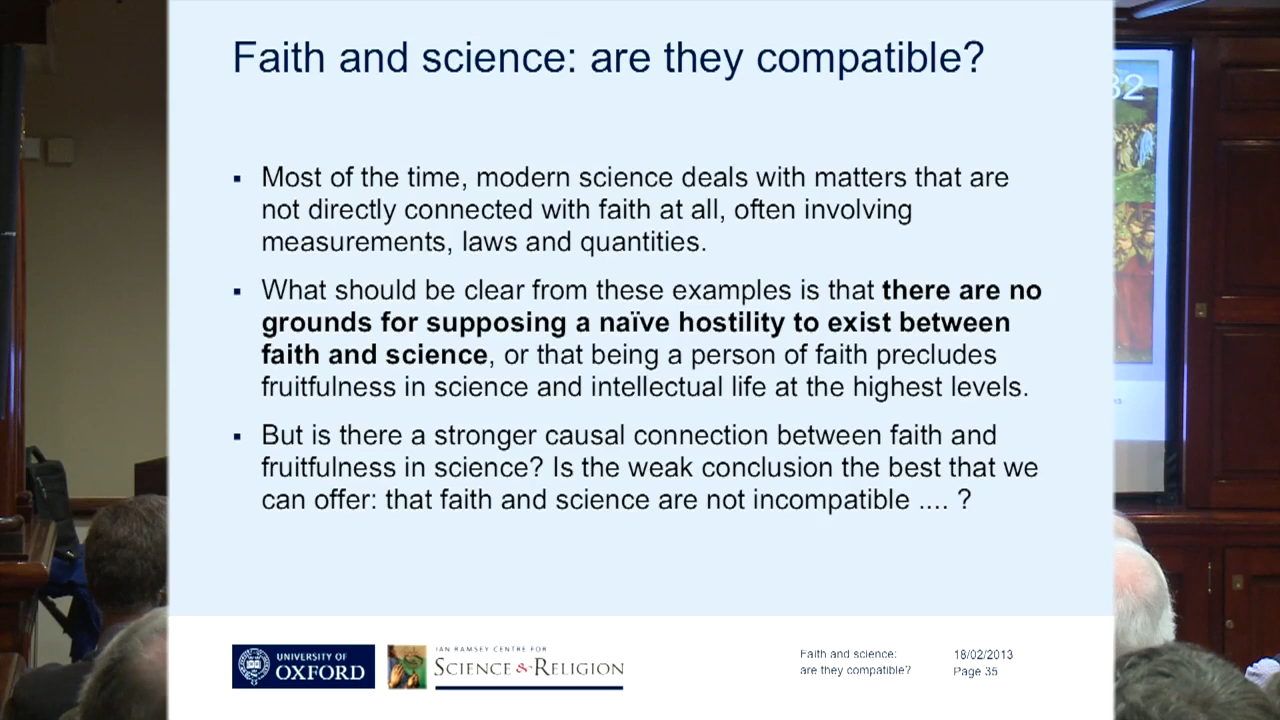 Faith and science: are they compatible?
▪ Most of the time, modern science deals with matters that are
not directly connected with faith at all, often involving
measurements, laws and quantities.
▪ What should be clear from these examples is that there are no
grounds for supposing a naïve hostility to exist between
faith and science, or that being a person of faith precludes
fruitfulness in science and intellectual life at the highest levels.
▪ But is there a stronger causal connection between faith and
fruitfulness in science? Is the weak conclusion the best that we
can offer: that faith and science are not incompatible .... ?
UNIVERSITY OF
OXFORD
IAN RAMSEY CENTRE FOR
SCIENCE & RELIGION
Faith and science:
are they compatible?
18/02/2013
Page 35
32